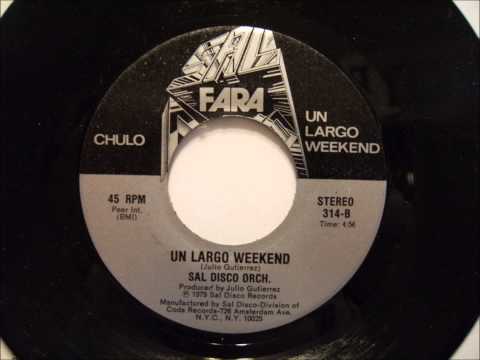 SAL
FARA
CHULO
UN
LARGO
WEEKEND
45 RPM
Peer Int.
(BMI)
STEREO
314-B
Time: 4:56
UN LARGO WEEKEND
(Julio Gutierrez)
SAL DISCO ORCH.
Producer by Julio Gutierrez
℗ 1979 Sal Disco Records
Manufactured by Sal Disco-Division of
Coda Records-726 Amsterdam Ave.
N.Y.C., N.Y. 10025